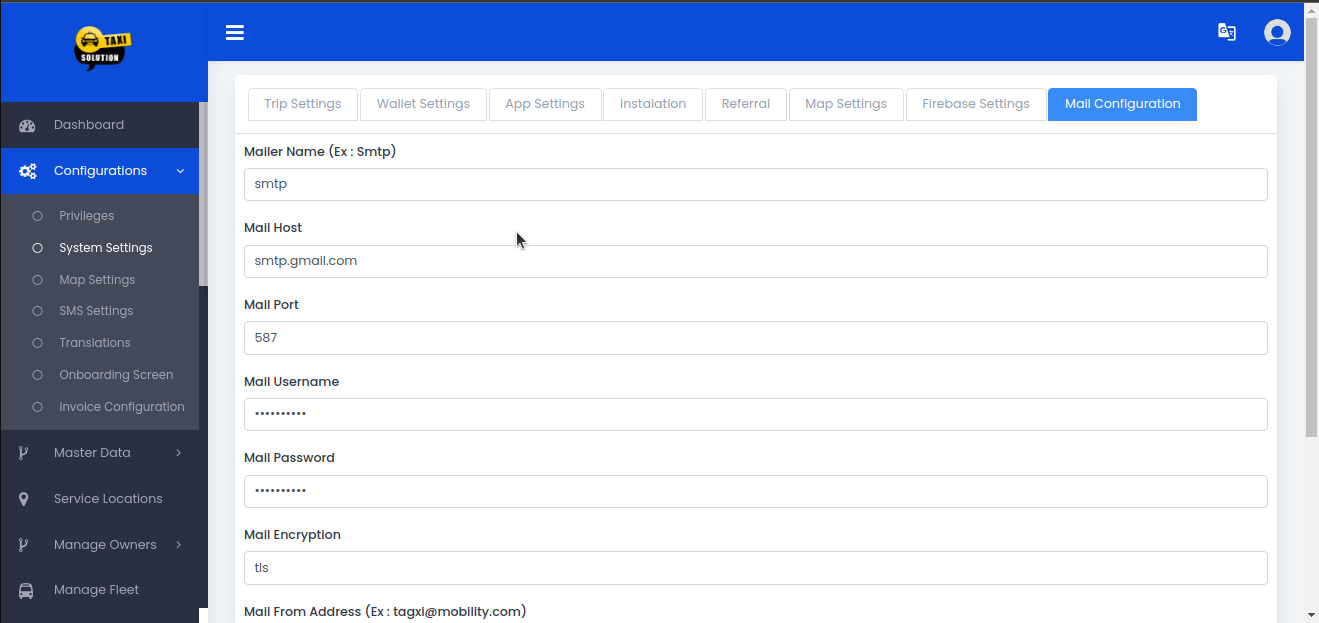 TAXI
SOLUTION
Dashboard
Configurations
Privileges
System Settings
Map Settings
SMS Settings
Translations
Onboarding Screen
Invoice Configuration
Master Data
Service Locations
Manage Owners
Manage Fleet
Trip Settings
Wallet Settings
App Settings
Instalation
Referral
Map Settings
Firebase Settings
Mail Configuration
Mailer Name (Ex : Smtp)
smtp
Mail Host
smtp.gmail.com
Mail Port
587
Mail Username
••••••••••
Mail Password
••••••••••
Mail Encryption
tls
Mail From Address (Ex : tagxi@mobility.com)